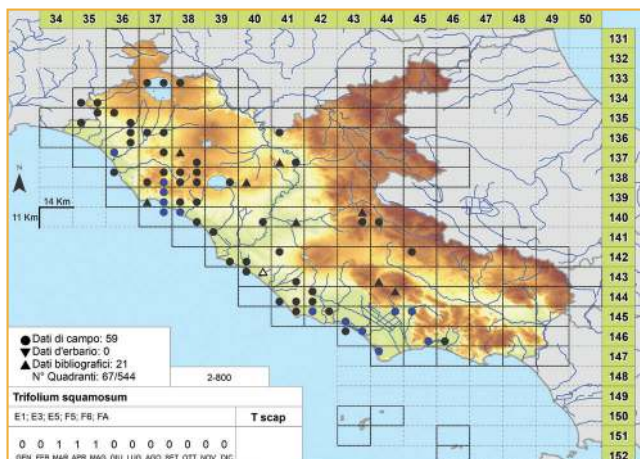 34 35 36 37 38 39 40 41 42 43 44 45 46 47 48 49 50
131
132
133
134
135
136
137
138
139
140
141
142
143
144
145
146
147
148
149
150
151
152
N
14 Km
11 Km
Dati di campo: 59
Dati d'erbario: 0
Dati bibliografici: 21
N° Quadranti: 67/544
2-800
Trifolium squamosum
E1; E3; E5; F5; F6; FA
T scap
0 0 1 1 1 0 0 0 0 0 0 0
GEN FEB MAR APR MAG GIU LUG AGO SET OTT NOV DIC